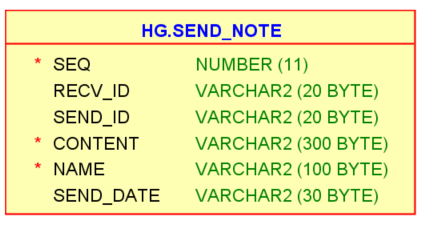 HG.SEND_NOTE
* SEQ NUMBER (11)
RECV_ID VARCHAR2 (20 BYTE)
SEND_ID VARCHAR2 (20 BYTE)
* CONTENT VARCHAR2 (300 BYTE)
* NAME VARCHAR2 (100 BYTE)
SEND_DATE VARCHAR2 (30 BYTE)